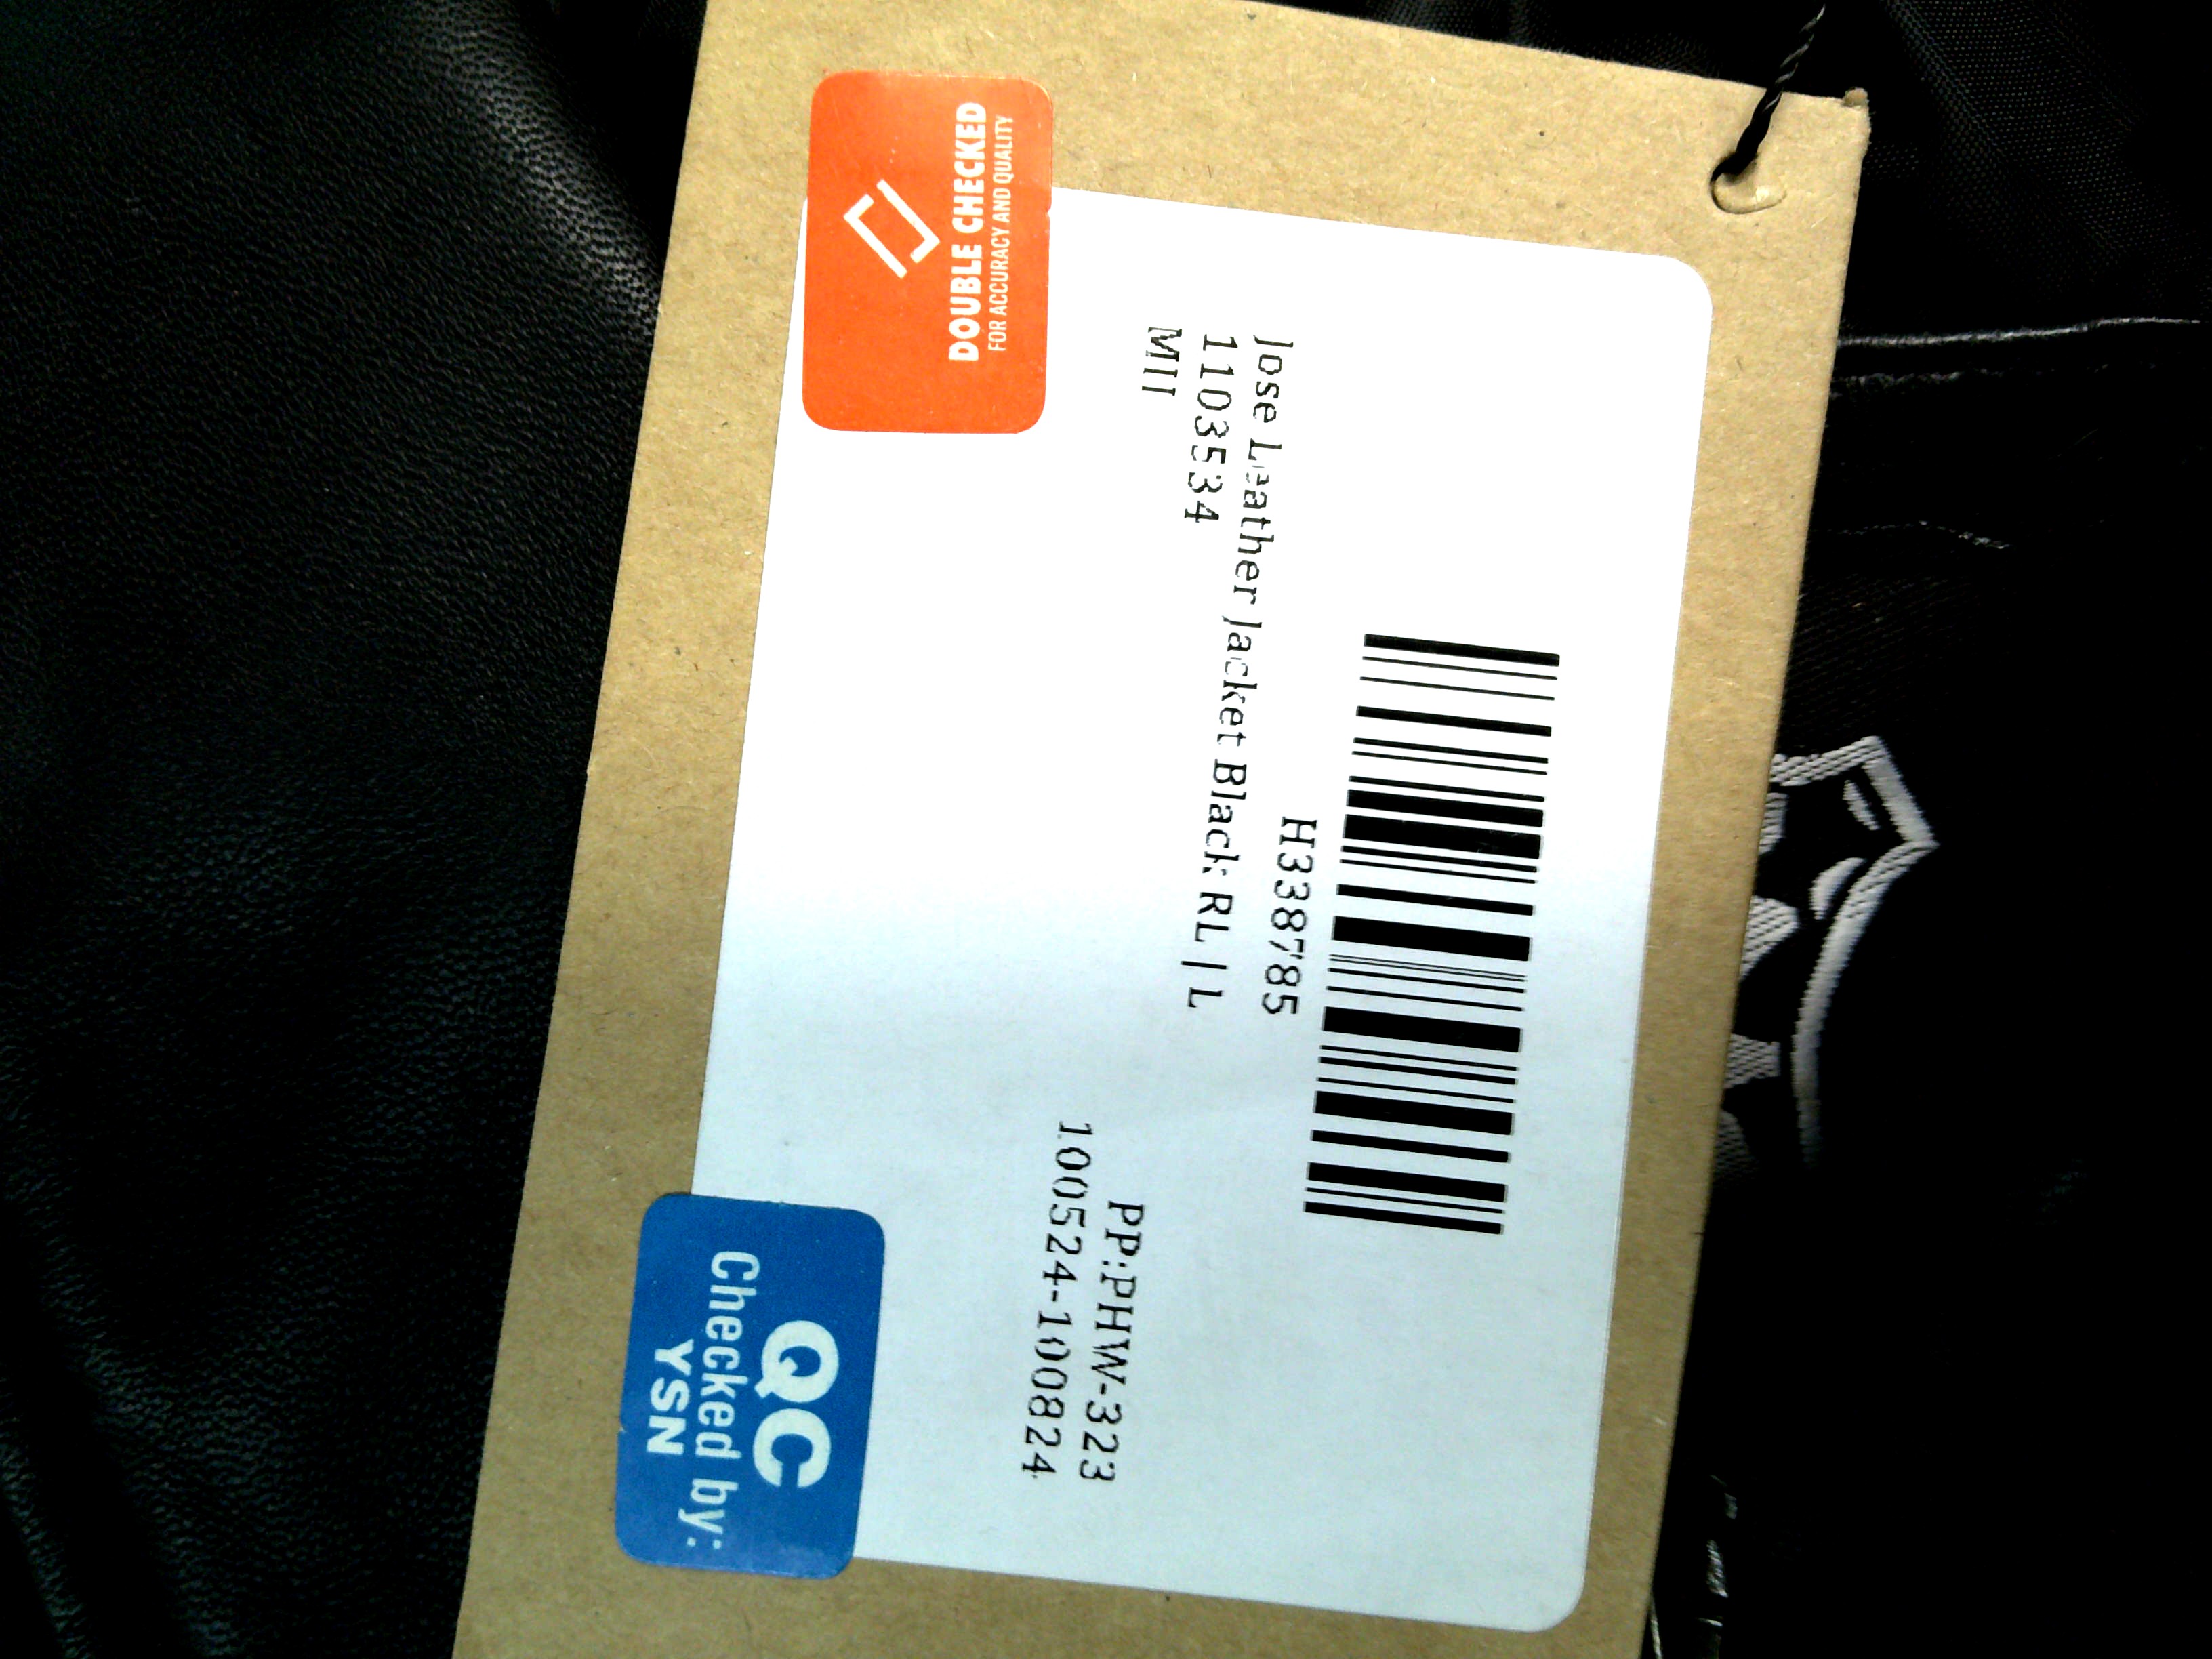 H338785
Jose Leather Jacket Black RL | L
1103534
MII
PP:PHW-323
100524-100824
DOUBLE CHECKED
FOR ACCURACY AND QUALITY
QC
Checked by:
YSN